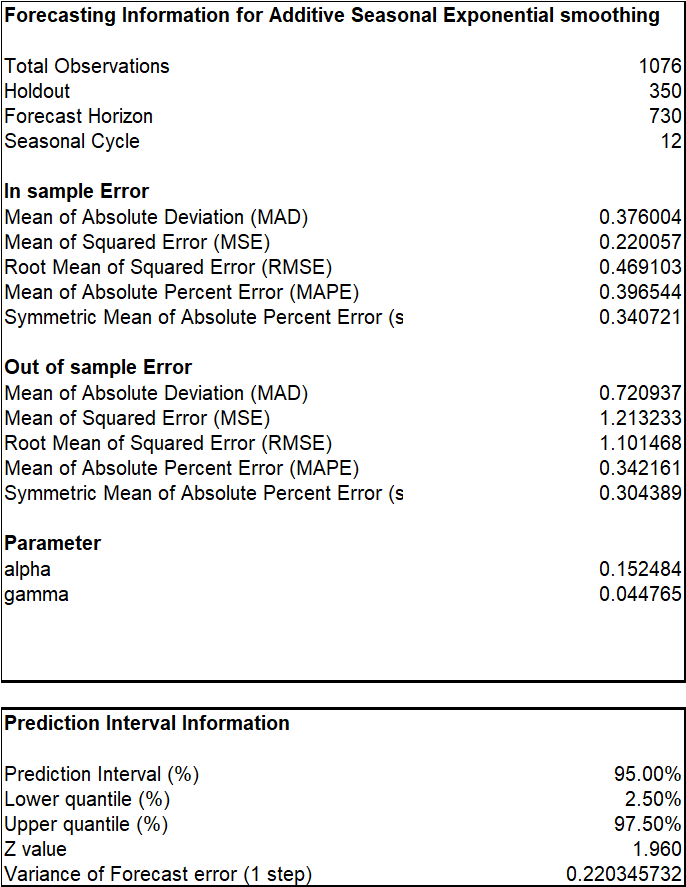 Forecasting Information for Additive Seasonal Exponential smoothing
Total Observations 1076
Holdout 350
Forecast Horizon 730
Seasonal Cycle 12
In sample Error
Mean of Absolute Deviation (MAD) 0.376004
Mean of Squared Error (MSE) 0.220057
Root Mean of Squared Error (RMSE) 0.469103
Mean of Absolute Percent Error (MAPE) 0.396544
Symmetric Mean of Absolute Percent Error (s 0.340721
Out of sample Error
Mean of Absolute Deviation (MAD) 0.720937
Mean of Squared Error (MSE) 1.213233
Root Mean of Squared Error (RMSE) 1.101468
Mean of Absolute Percent Error (MAPE) 0.342161
Symmetric Mean of Absolute Percent Error (s 0.304389
Parameter
alpha 0.152484
gamma 0.044765
Prediction Interval Information
Prediction Interval (%) 95.00%
Lower quantile (%) 2.50%
Upper quantile (%) 97.50%
Z value 1.960
Variance of Forecast error (1 step) 0.220345732